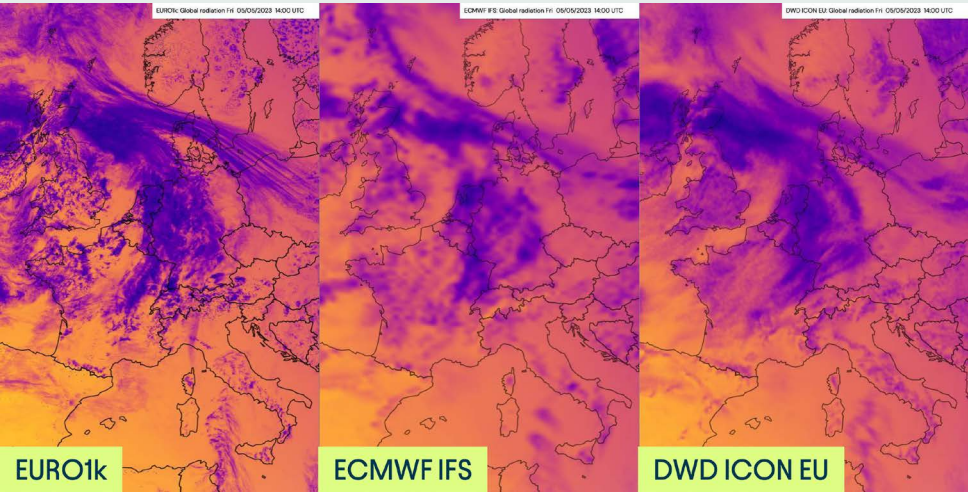 EURO1k: Global radiation Fri 05/05/2023 14:00 UTC
ECMWF IFS: Global radiation Fri 05/05/2023 14:00 UTC
DWD ICON EU: Global radiation Fri 05/05/2023 14:00 UTC
EURO1k
ECMWF IFS
DWD ICON EU